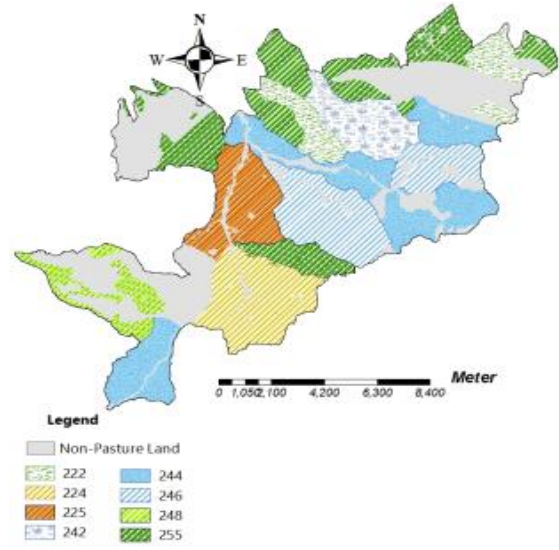 N
W E
S
Meter
0 1,050 2,100 4,200 6,300 8,400
Legend
Non-Pasture Land
222 244
224 246
225 248
242 255